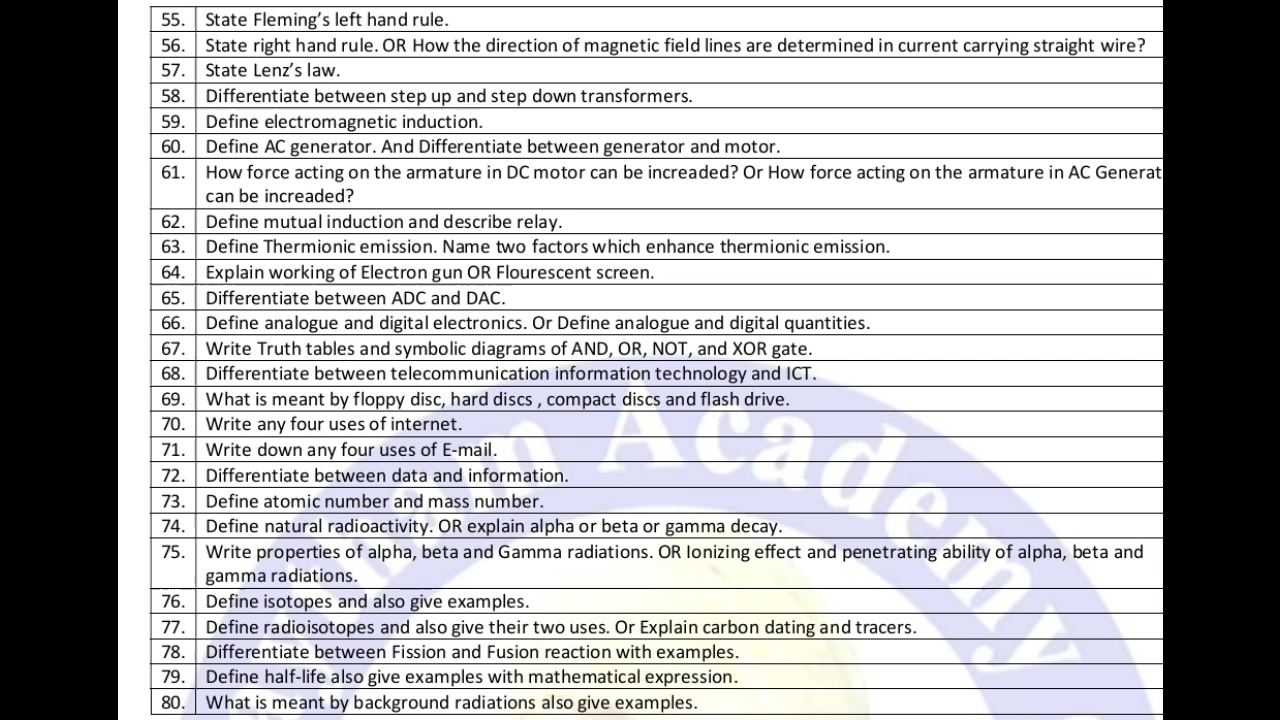 55. State Fleming's left hand rule.
56. State right hand rule. OR How the direction of magnetic field lines are determined in current carrying straight wire?
57. State Lenz's law.
58. Differentiate between step up and step down transformers.
59. Define electromagnetic induction.
60. Define AC generator. And Differentiate between generator and motor.
61. How force acting on the armature in DC motor can be increaded? Or How force acting on the armature in AC Generat
can be increaded?
62. Define mutual induction and describe relay.
63. Define Thermionic emission. Name two factors which enhance thermionic emission.
64. Explain working of Electron gun OR Flourescent screen.
65. Differentiate between ADC and DAC.
66. Define analogue and digital electronics. Or Define analogue and digital quantities.
67. Write Truth tables and symbolic diagrams of AND, OR, NOT, and XOR gate.
68. Differentiate between telecommunication information technology and ICT.
69. What is meant by floppy disc, hard discs , compact discs and flash drive.
70. Write any four uses of internet.
71. Write down any four uses of E-mail.
72. Differentiate between data and information.
73. Define atomic number and mass number.
74. Define natural radioactivity. OR explain alpha or beta or gamma decay.
75. Write properties of alpha, beta and Gamma radiations. OR Ionizing effect and penetrating ability of alpha, beta and
gamma radiations.
76. Define isotopes and also give examples.
77. Define radioisotopes and also give their two uses. Or Explain carbon dating and tracers.
78. Differentiate between Fission and Fusion reaction with examples.
79. Define half-life also give examples with mathematical expression.
80. What is meant by background radiations also give examples.
Academy